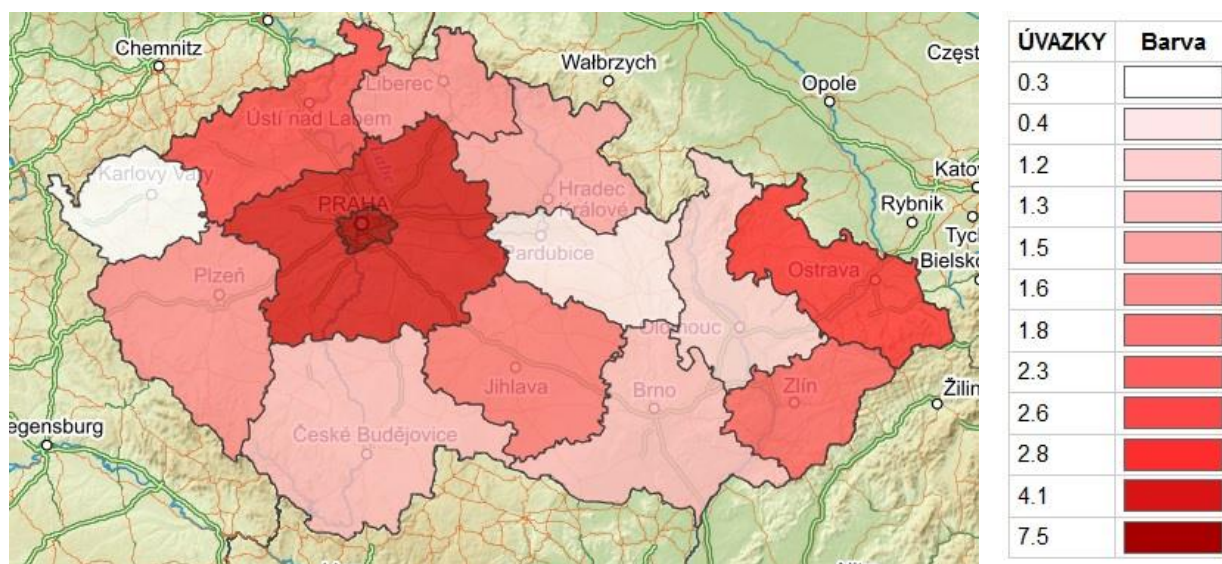 Chemnitz
Wałbrzych
Częst
Opole
Liberec
Ústí nad Labem
Karlovy Vary
Katov
Hradec
Králové
PRAHA
Rybnik
Tych
Pardubice
Bielsko
Plzeň
Ostrava
Olomouc
Jihlava
Brno
Zlín
Žilin
egensburg
České Budějovice
ÚVAZKY Barva
0.3
0.4
1.2
1.3
1.5
1.6
1.8
2.3
2.6
2.8
4.1
7.5